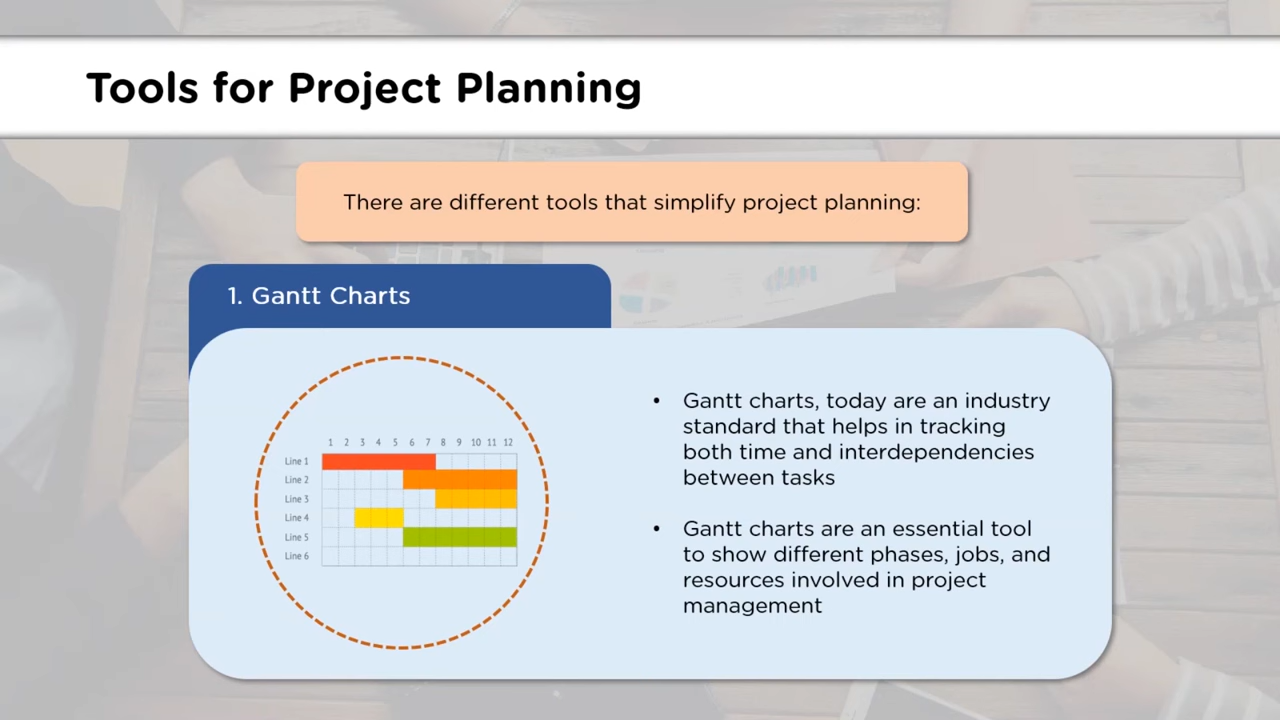 Tools for Project Planning
There are different tools that simplify project planning:
1. Gantt Charts
1 2 3 4 5 6 7 8 9 10 11 12
Line 1
Line 2
Line 3
Line 4
Line 5
Line 6
• Gantt charts, today are an industry
standard that helps in tracking
both time and interdependencies
between tasks
• Gantt charts are an essential tool
to show different phases, jobs, and
resources involved in project
management